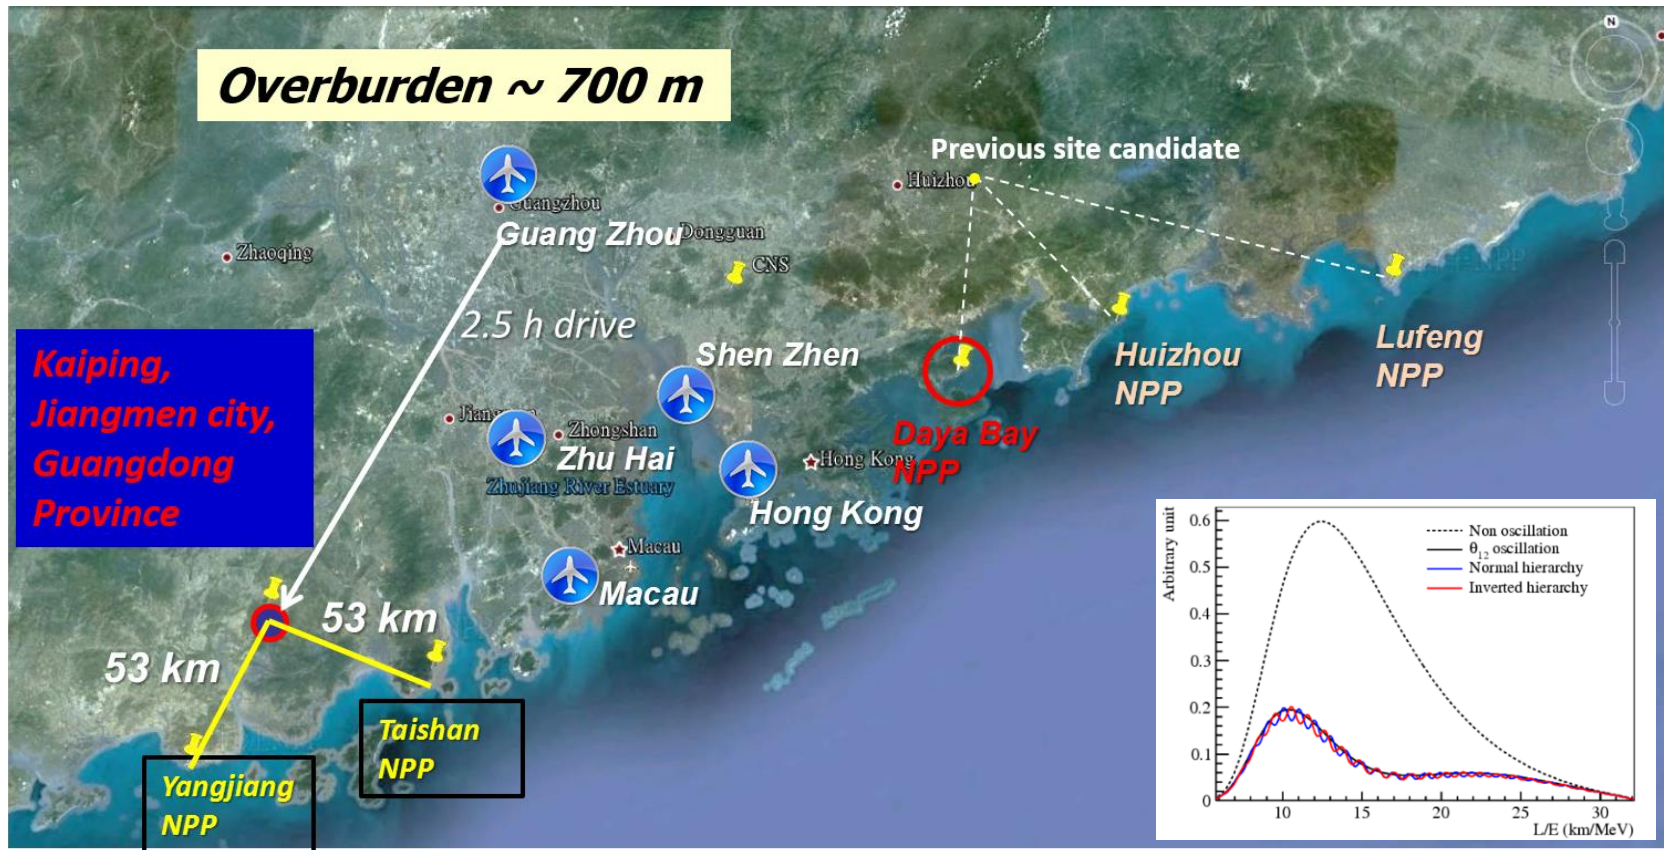 N
Overburden ~ 700 m
Previous site candidate
Huizhou
Guangzhou
Guang Zhou
Dongguan
Zhaoqing
CNS
2.5 h drive
Shen Zhen
Huizhou
NPP
Lufeng
NPP
Kaiping,
Jiangmen city,
Guangdong
Province
Zhongshan
Zhu Hai
Zhujiang River Estuary
Daya Bay
NPP
Hong Kong
Hong Kong
Macau
Macau
53 km
53 km
Taishan
NPP
Yangjiang
NPP
Arbitrary unit
0.6
0.5
0.4
0.3
0.2
0.1
0
Non oscillation
θ12 oscillation
Normal hierarchy
Inverted hierarchy
10 15 20 25 30
L/E (km/MeV)